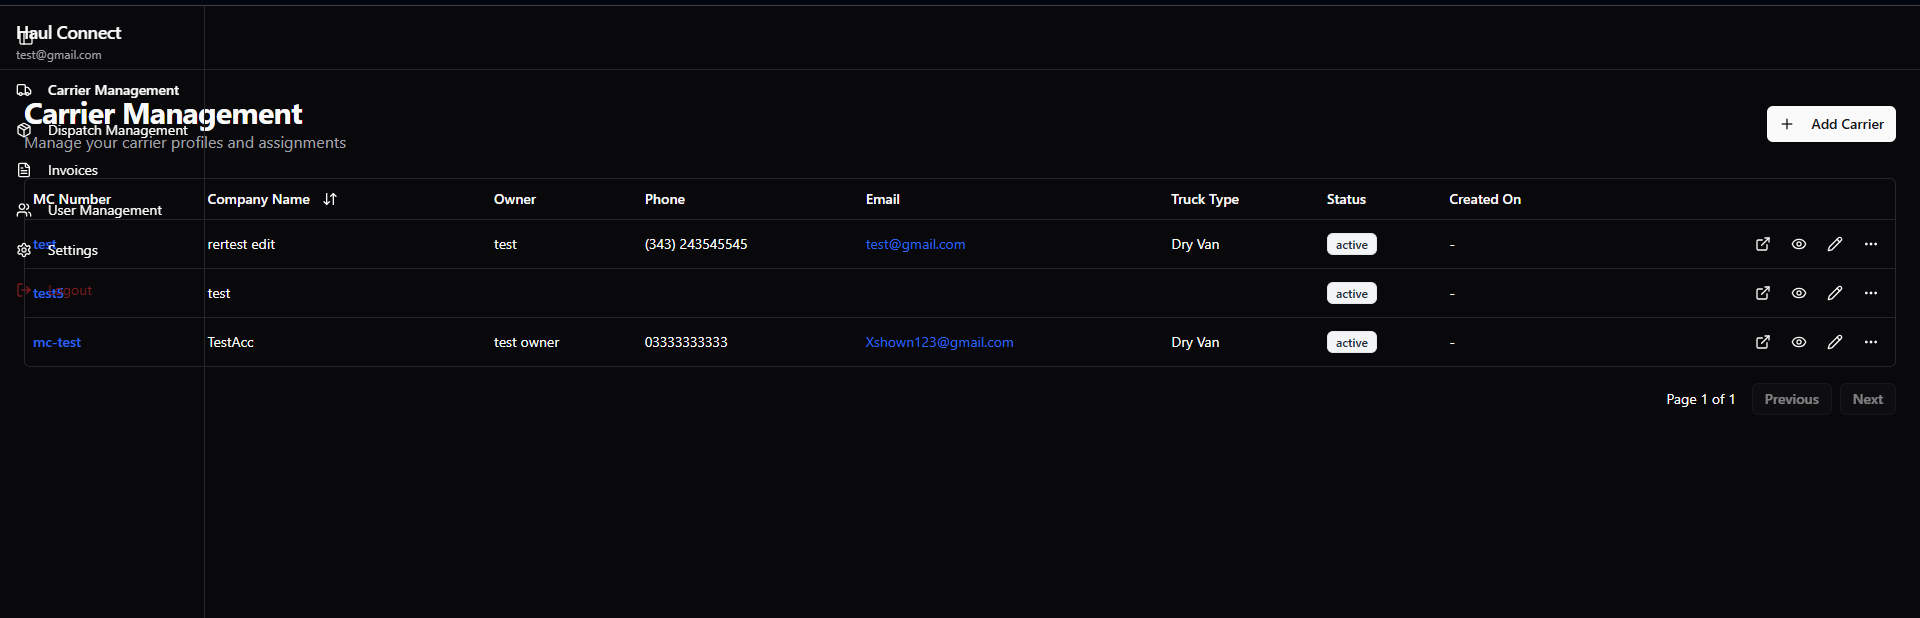 Haul Connect
test@gmail.com
Carrier Management
Dispatch Management
Invoices
User Management
Settings
Logout
Carrier Management
Manage your carrier profiles and assignments
Add Carrier
MC Number Company Name Owner Phone Email Truck Type Status Created On
test rertest edit test (343) 243545545 test@gmail.com Dry Van active -
test5 test active -
mc-test TestAcc test owner 03333333333 Xshown123@gmail.com Dry Van active -
Page 1 of 1 Previous Next